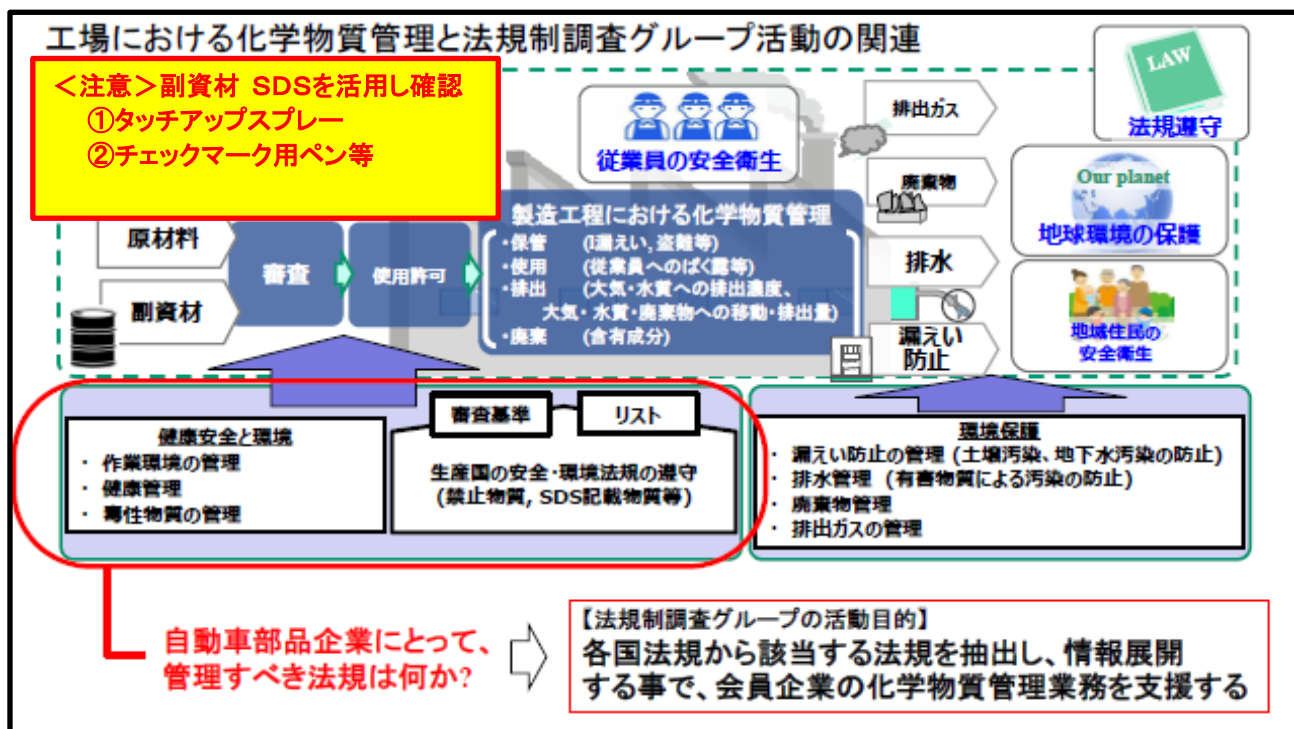 工場における化学物質管理と法規制調査グループ活動の関連
＜注意＞副資材 SDSを活用し確認
①タッチアップスプレー
②チェックマーク用ペン等
従業員の安全衛生
排出ガス
LAW
法規遵守
廃棄物
Our planet
地球環境の保護
原材料
副資材
審査
使用許可
製造工程における化学物質管理
・保管 (l漏えい, 盗難等)
・使用 (従業員へのばく露等)
・排出 (大気・水質への排出濃度、
大気・水質・廃棄物への移動・排出量)
・廃棄 (含有成分)
排水
漏えい
防止
地域住民の
安全衛生
健康安全と環境
・ 作業環境の管理
・ 健康管理
・ 毒性物質の管理
審査基準
リスト
生産国の安全・環境法規の遵守
(禁止物質, SDS記載物質等)
環境保護
・ 漏えい防止の管理 (土壌汚染、地下水汚染の防止)
・ 排水管理 (有害物質による汚染の防止)
・ 廃棄物管理
・ 排出ガスの管理
自動車部品企業にとって、
管理すべき法規は何か?
【法規制調査グループの活動目的】
各国法規から該当する法規を抽出し、情報展開
する事で、会員企業の化学物質管理業務を支援する